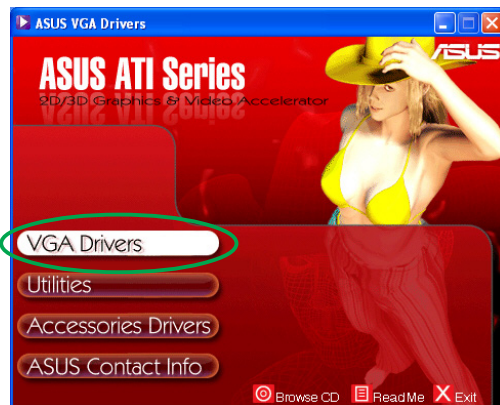 ASUS VGA Drivers
ASUS
ASUS ATI Series
2D/3D Graphics & Video Accelerator
VGA Drivers
Utilities
Accessories Drivers
ASUS Contact Info
Browse CD ReadMe Exit